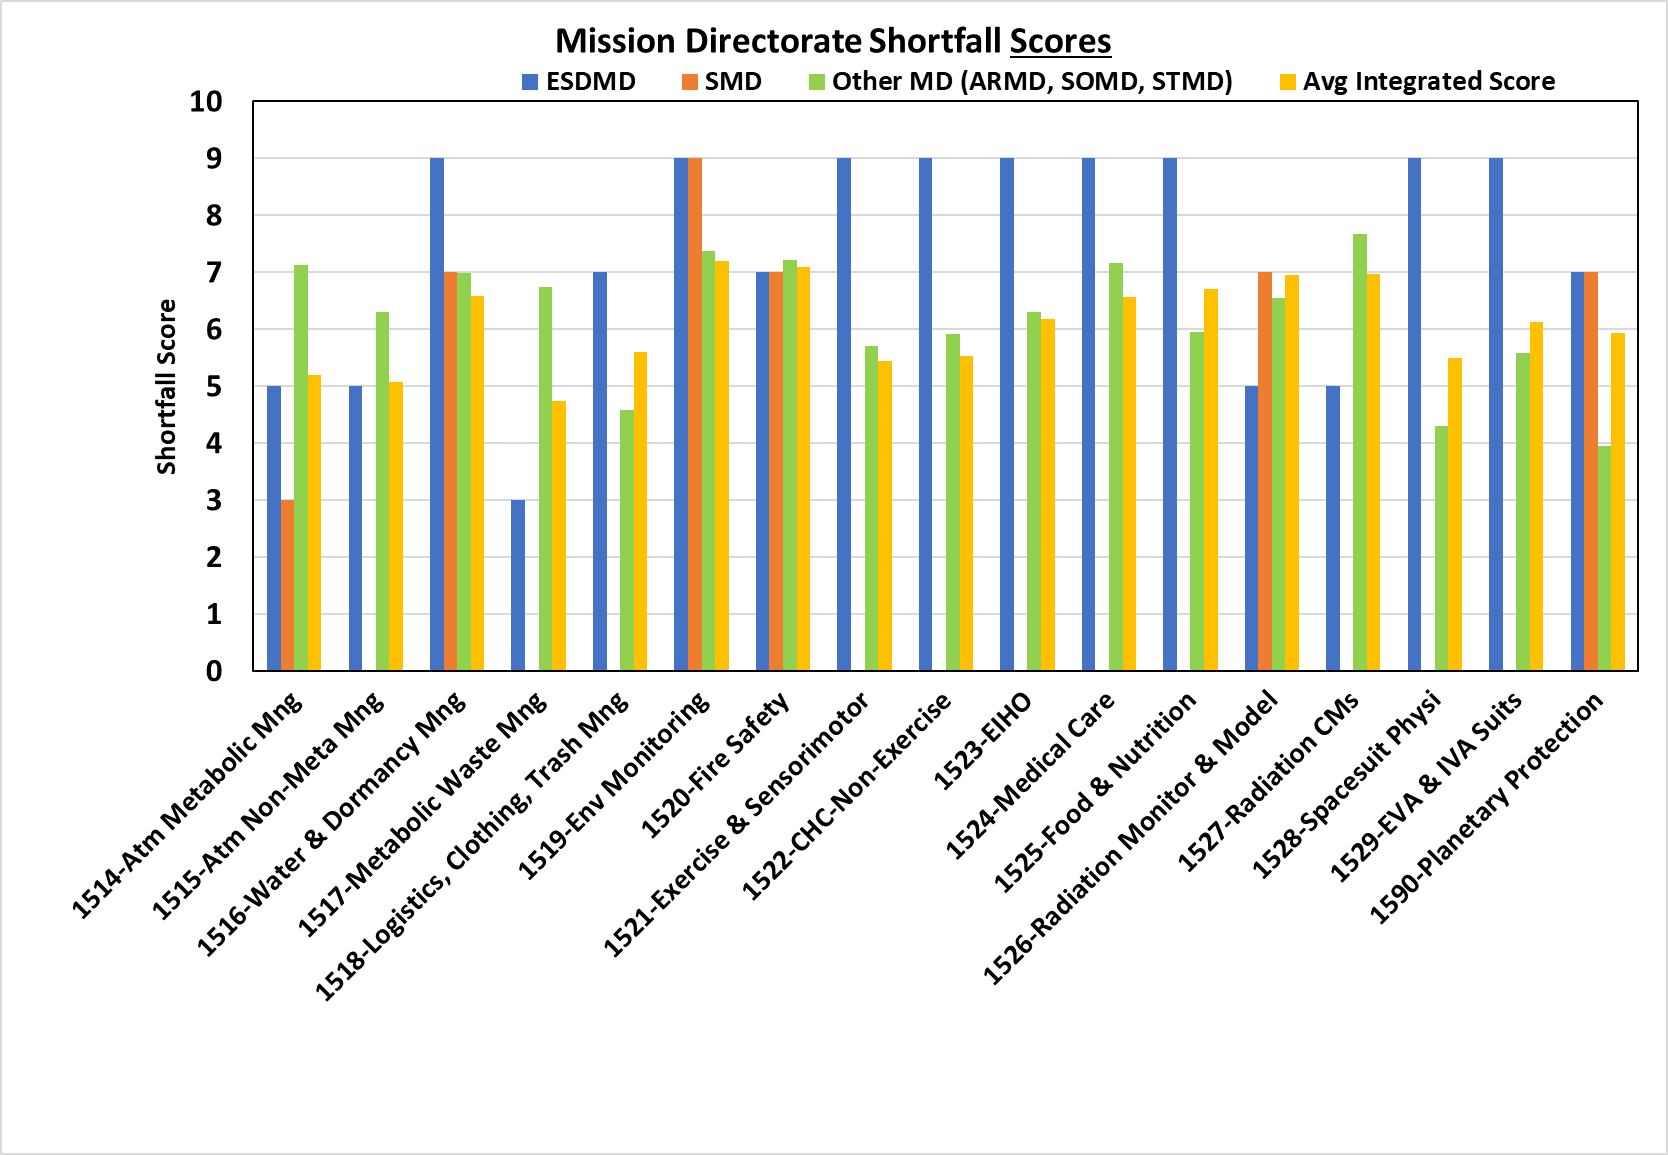 Mission Directorate Shortfall Scores
ESDMD SMD Other MD (ARMD, SOMD, STMD) Avg Integrated Score
10
9
8
7
6
5
4
3
2
1
0
Shortfall Score
1514-Atm Metabolic Mng
1515-Atm Non-Meta Mng
1516-Water & Dormancy Mng
1517-Metabolic Waste Mng
1518-Logistics, Clothing, Trash Mng
1519-Env Monitoring
1520-Fire Safety
1521-Exercise & Sensorimotor
1522-CHC-Non-Exercise
1523-EIHO
1524-Medical Care
1525-Food & Nutrition
1526-Radiation Monitor & Model
1527-Radiation CMs
1528-Spacesuit Physi
1529-EVA & IVA Suits
1590-Planetary Protection